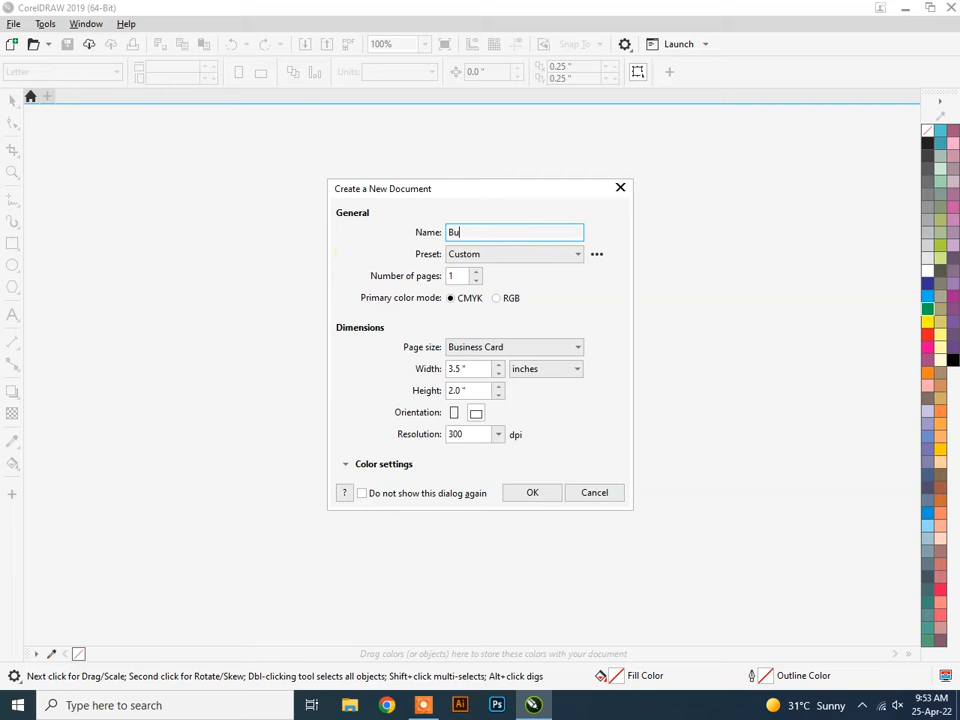 CorelDRAW 2019 (64-Bit)
File Tools Window Help
100% Snap To Launch
Letter Units: 0.0 " 0.25 "
0.25 "
Create a New Document
General
Name: Bu
Preset: Custom
Number of pages: 1
Primary color mode: CMYK RGB
Dimensions
Page size: Business Card
Width: 3.5 " inches
Height: 2.0 "
Orientation:
Resolution: 300 dpi
Color settings
? Do not show this dialog again OK Cancel
Drag colors (or objects) here to store these colors with your document
Next click for Drag/Scale; Second click for Rotate/Skew; Dbl-clicking tool selects all objects; Shift+click multi-selects; Alt+click digs Fill Color Outline Color
Type here to search Ai Ps 31°C Sunny 9:53 AM
25-Apr-22